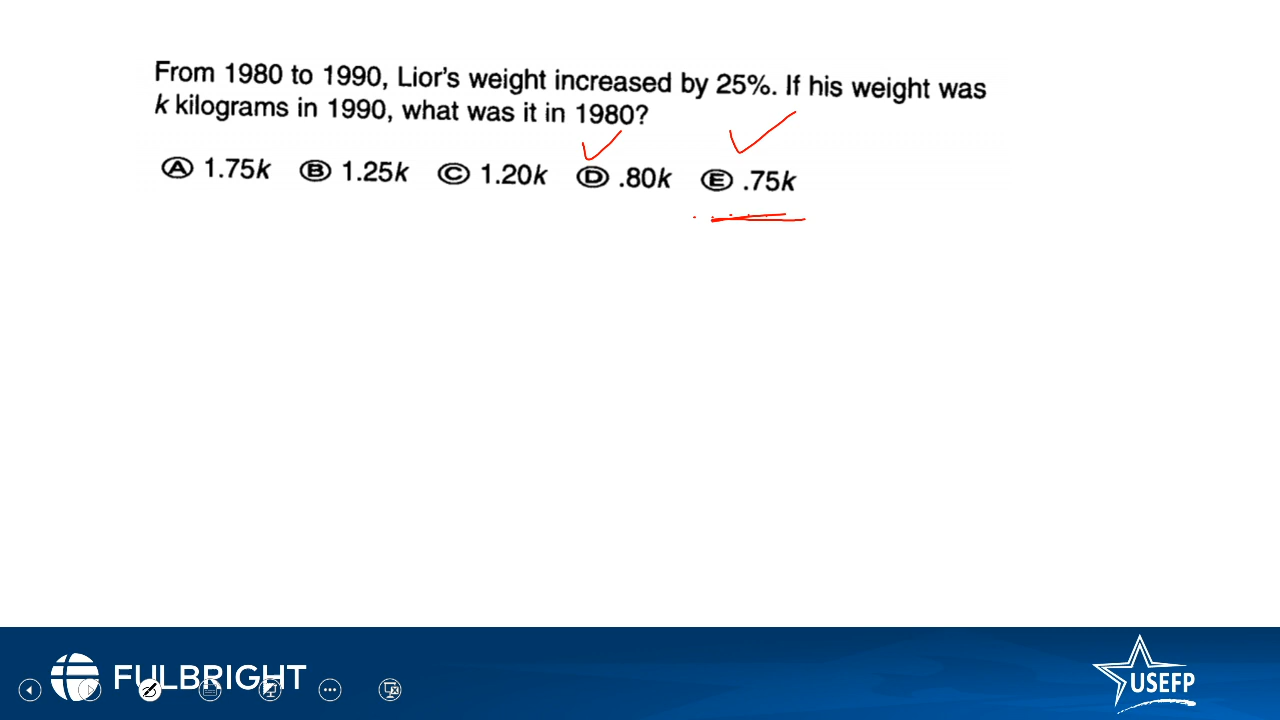 From 1980 to 1990, Lior's weight increased by 25%. If his weight was
k kilograms in 1990, what was it in 1980?
A 1.75k B 1.25k C 1.20k D .80k E .75k
FULBRIGHT
USEFP